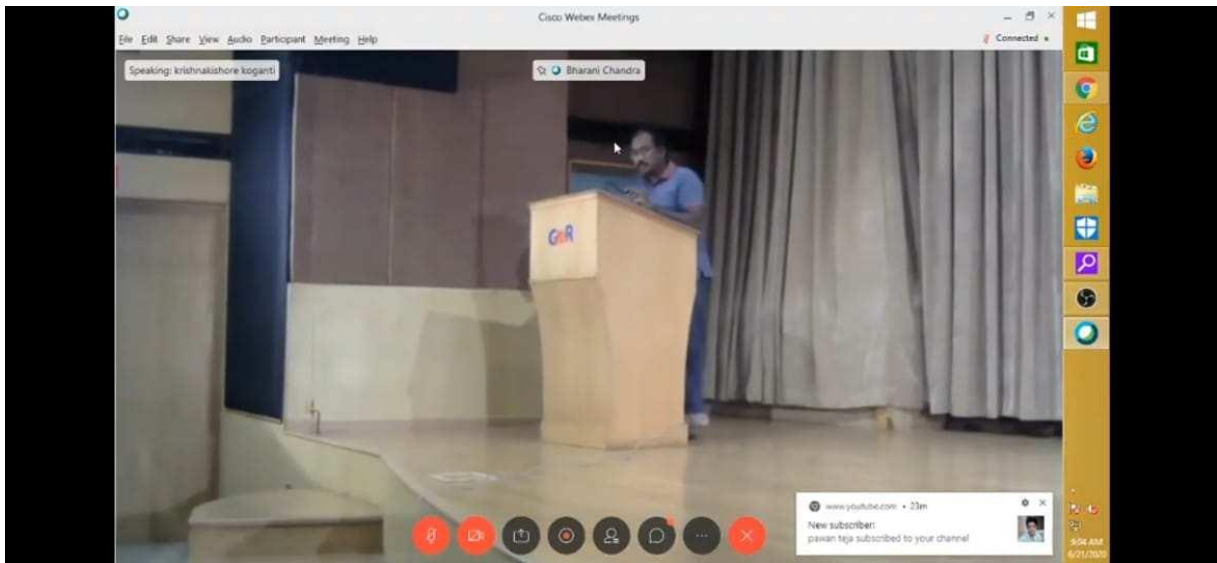 Cisco Webex Meetings
File Edit Share View Audio Participant Meeting Help
Connected
Speaking: krishnakishore koganti
Bharani Chandra
www.youtube.com • 23m
New subscriber:
pawan teja subscribed to your channel
9:04 AM
6/21/2020